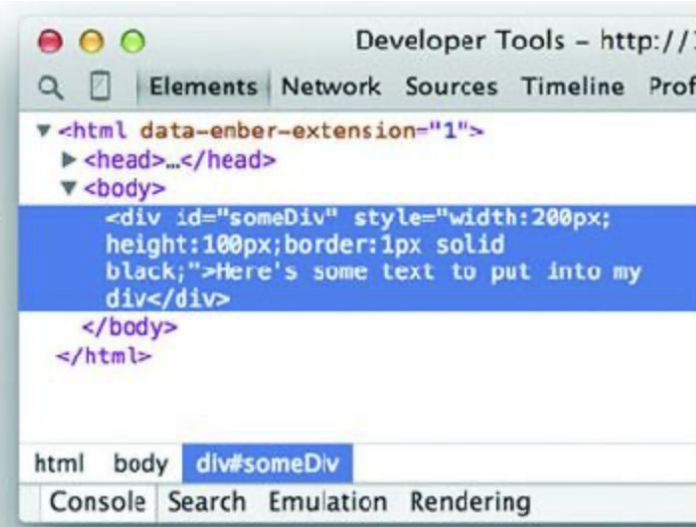 Developer Tools – http://
Elements Network Sources Timeline Prof
▼<html data-ember-extension="1">
▶<head>…</head>
▼<body>
<div id="someDiv" style="width:200px;
height:100px;border:1px solid
black;">Here's some text to put into my
div</div>
</body>
</html>
html body div#someDiv
Console Search Emulation Rendering